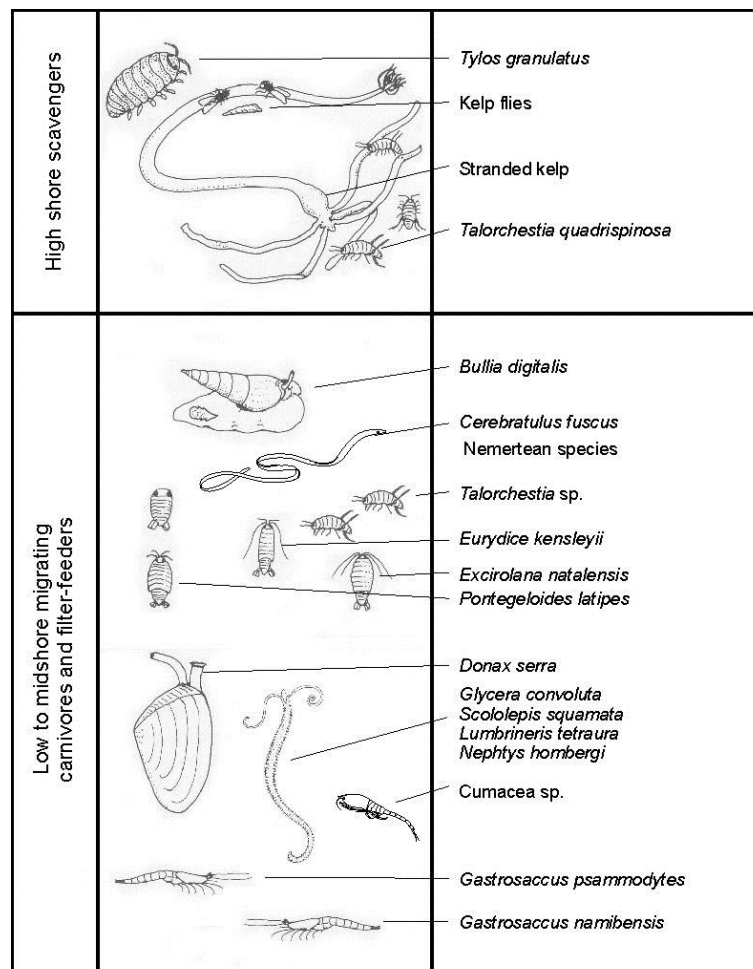 High shore scavengers
Tylos granulatus
Kelp flies
Stranded kelp
Talorchestia quadrispinosa
Low to midshore migrating
carnivores and filter-feeders
Bullia digitalis
Cerebratulus fuscus
Nemertean species
Talorchestia sp.
Eurydice kensleyii
Excirolana natalensis
Pontegeloides latipes
Donax serra
Glycera convoluta
Scololepis squamata
Lumbrineris tetraura
Nephtys hombergi
Cumacea sp.
Gastrosaccus psammodytes
Gastrosaccus namibensis